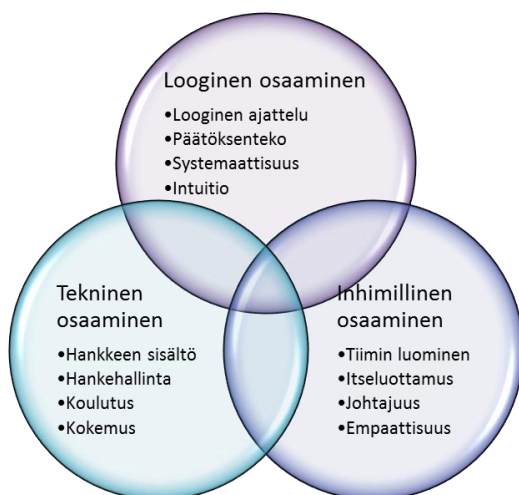 Looginen osaaminen
•Looginen ajattelu
•Päätöksenteko
•Systemaattisuus
•Intuitio
Tekninen
osaaminen
•Hankkeen sisältö
•Hankehallinta
•Koulutus
•Kokemus
Inhimillinen
osaaminen
•Tiimin luominen
•Itseluottamus
•Johtajuus
•Empaattisuus